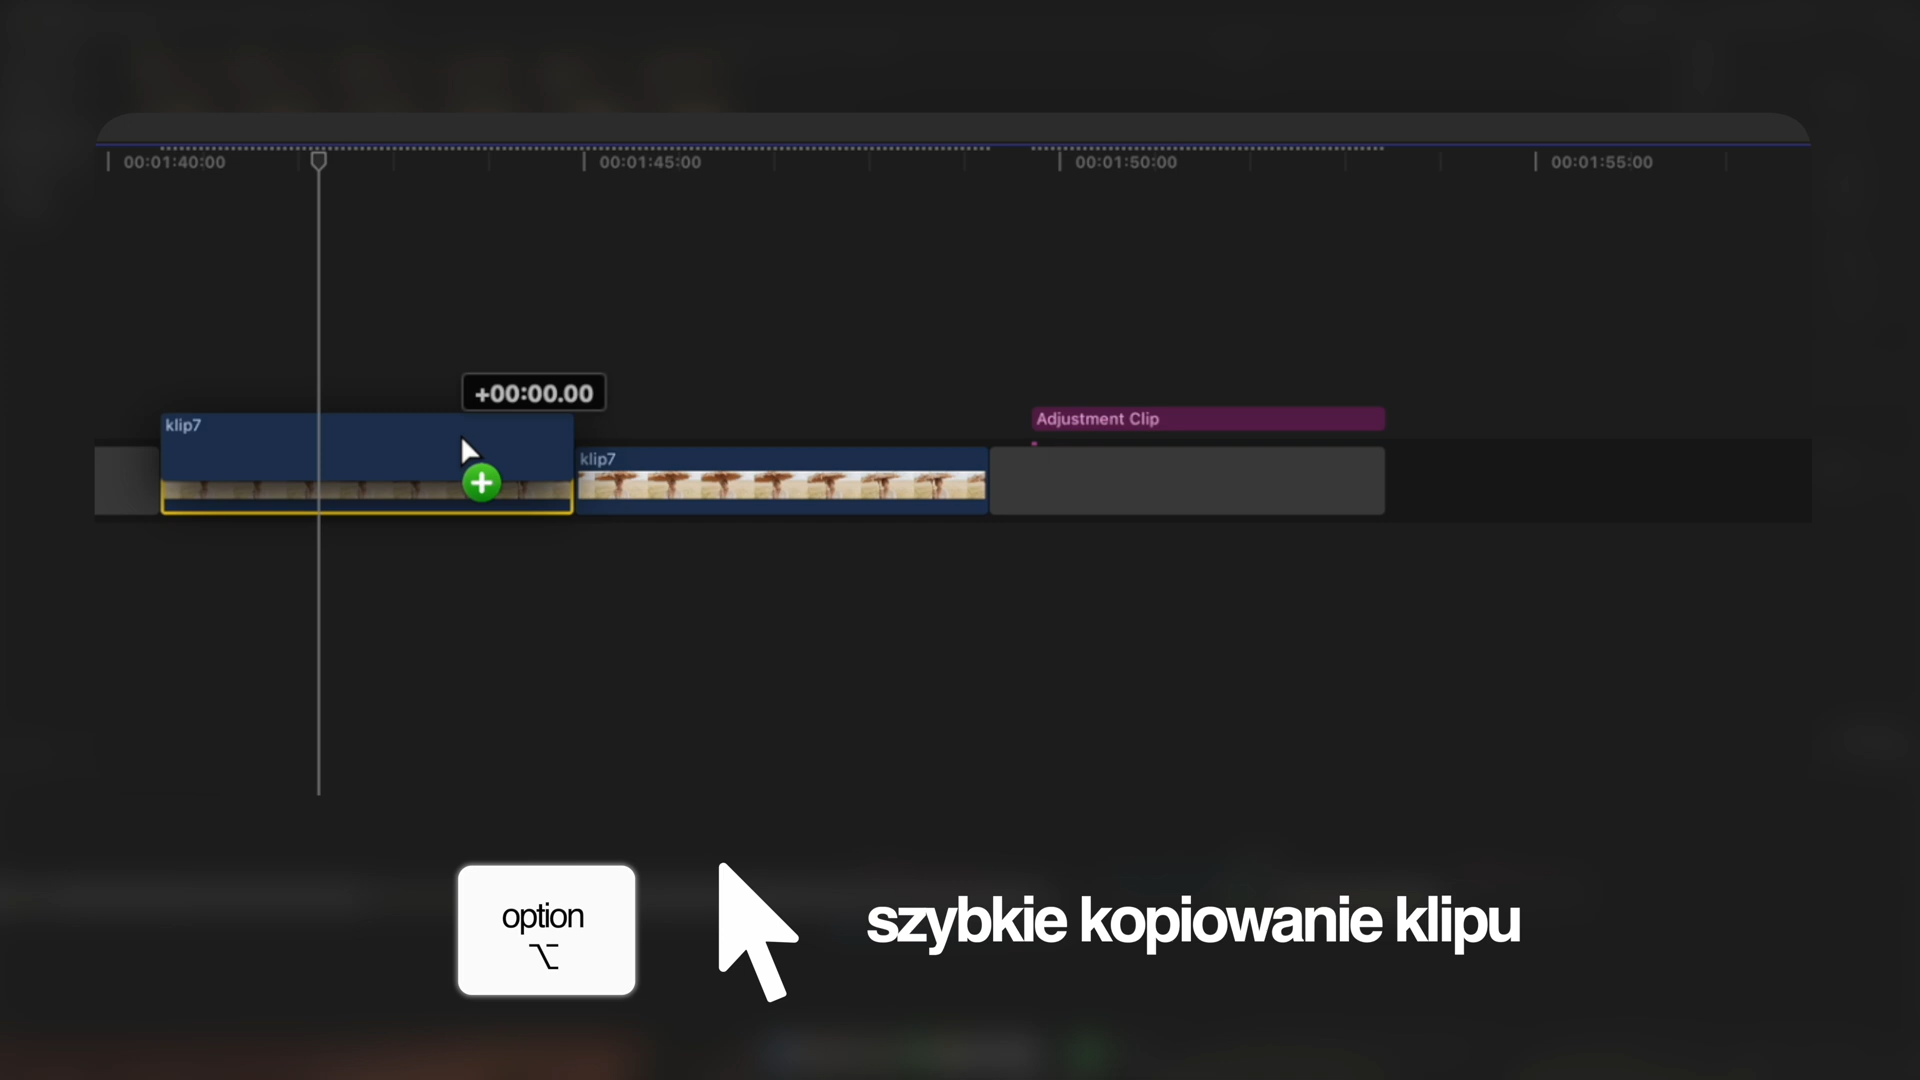 00:01:40:00
00:01:45:00
00:01:50:00
00:01:55:00
+00:00.00
klip7
Adjustment Clip
klip7
option
⌥
szybkie kopiowanie klipu